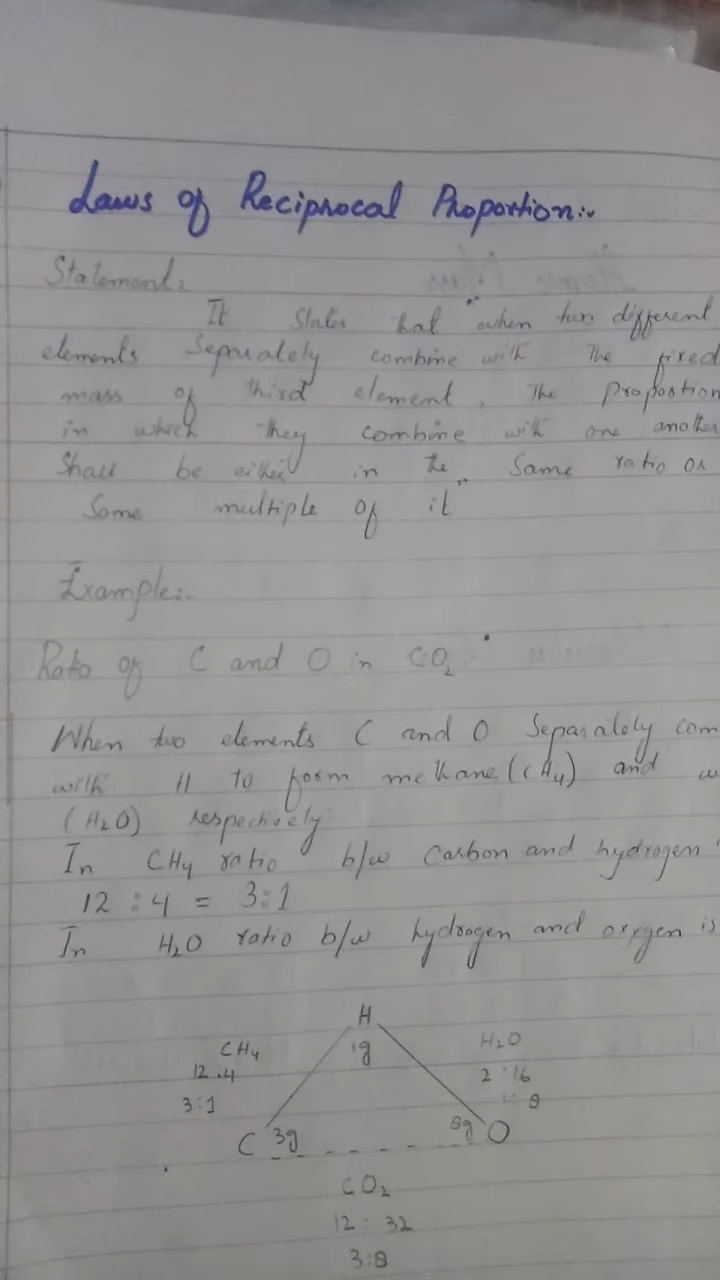 Laws of Reciprocal Proportion:-
Statement:
It States that "when two different
elements Seprately combine with The fixed
mass of third element, The Proportion
in which They combine with one another
Shall be either in the Same ratio or
Some multiple of it"
Example:-
Ratio of C and O in CO₂
When two elements C and O Separately com
with H to form methane (CH₄) and w
(H₂O) respectively
In CH₄ ratio b/w Carbon and hydrogen
12 : 4 = 3:1
In H₂O ratio b/w hydrogen and oxygen is
H
1g
CH₄
12:4
3:1
H₂O
2 : 16
1 : 8
C 3g
8g O
CO₂
12 : 32
3:8